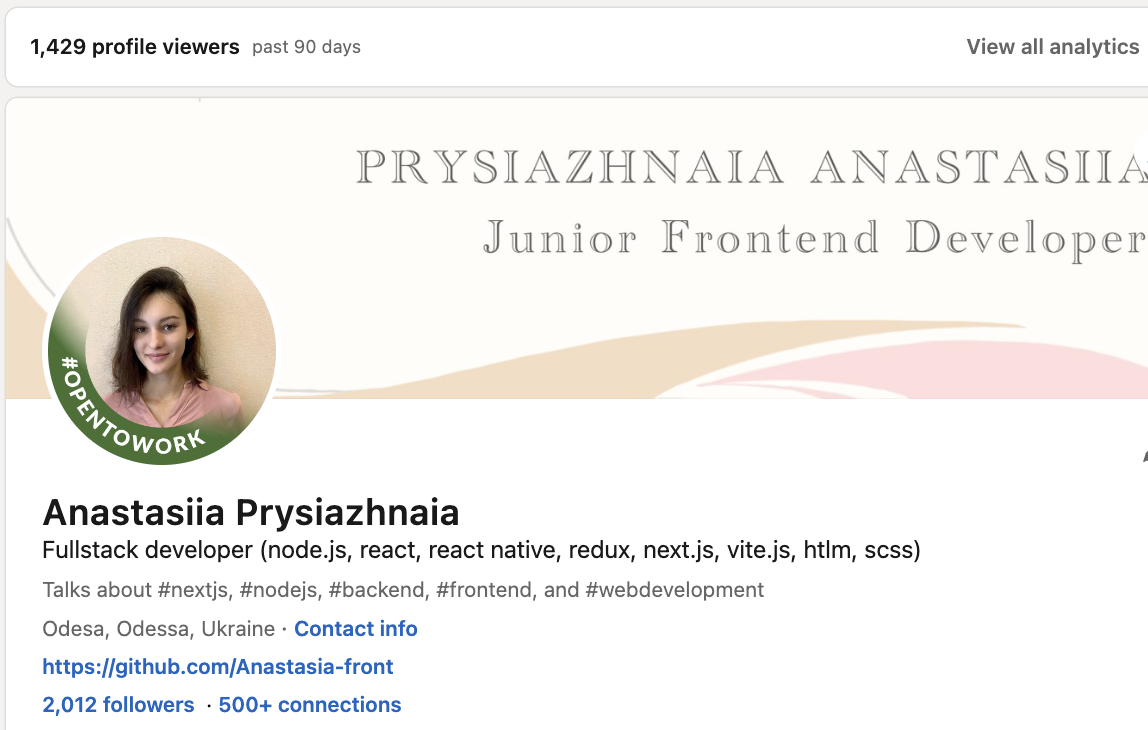 1,429 profile viewers past 90 days
View all analytics
PRYSIAZHNAIA ANASTASIIA
Junior Frontend Developer
#OPENTOWORK
Anastasiia Prysiazhnaia
Fullstack developer (node.js, react, react native, redux, next.js, vite.js, htlm, scss)
Talks about #nextjs, #nodejs, #backend, #frontend, and #webdevelopment
Odesa, Odessa, Ukraine · Contact info
https://github.com/Anastasia-front
2,012 followers · 500+ connections